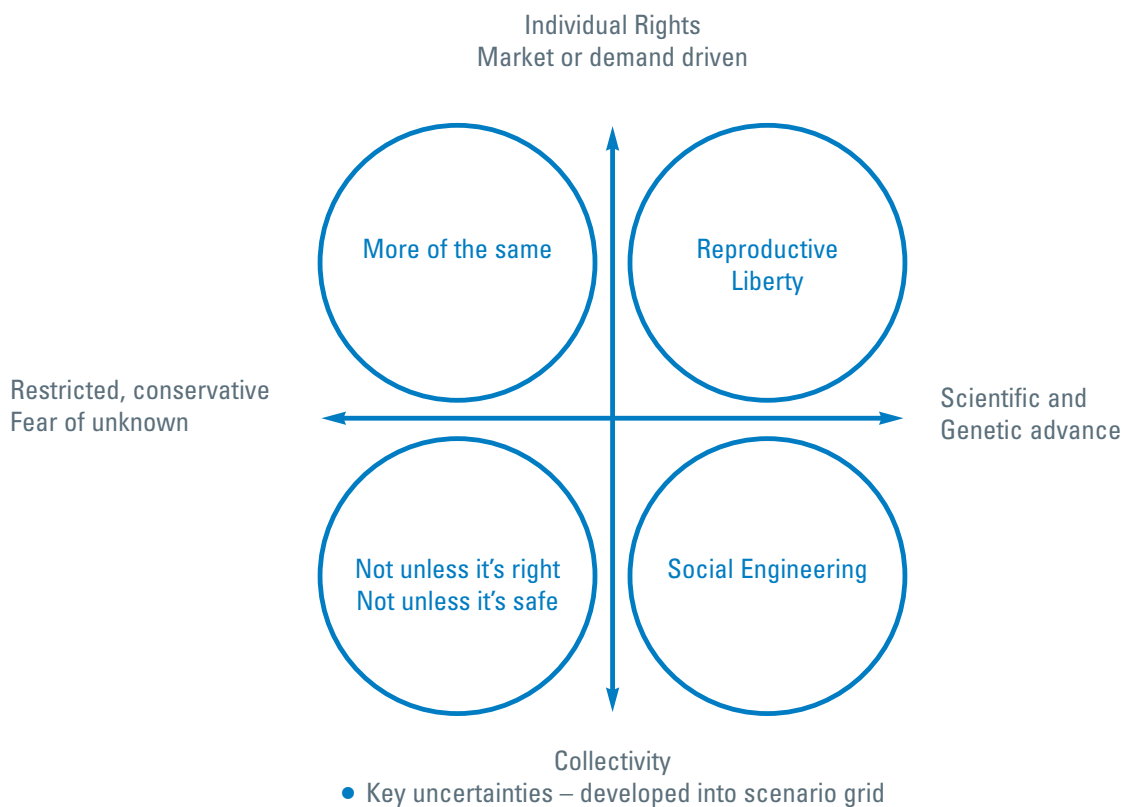 Individual Rights
Market or demand driven
More of the same
Reproductive
Liberty
Restricted, conservative
Fear of unknown
Scientific and
Genetic advance
Not unless it’s right
Not unless it’s safe
Social Engineering
Collectivity
• Key uncertainties – developed into scenario grid